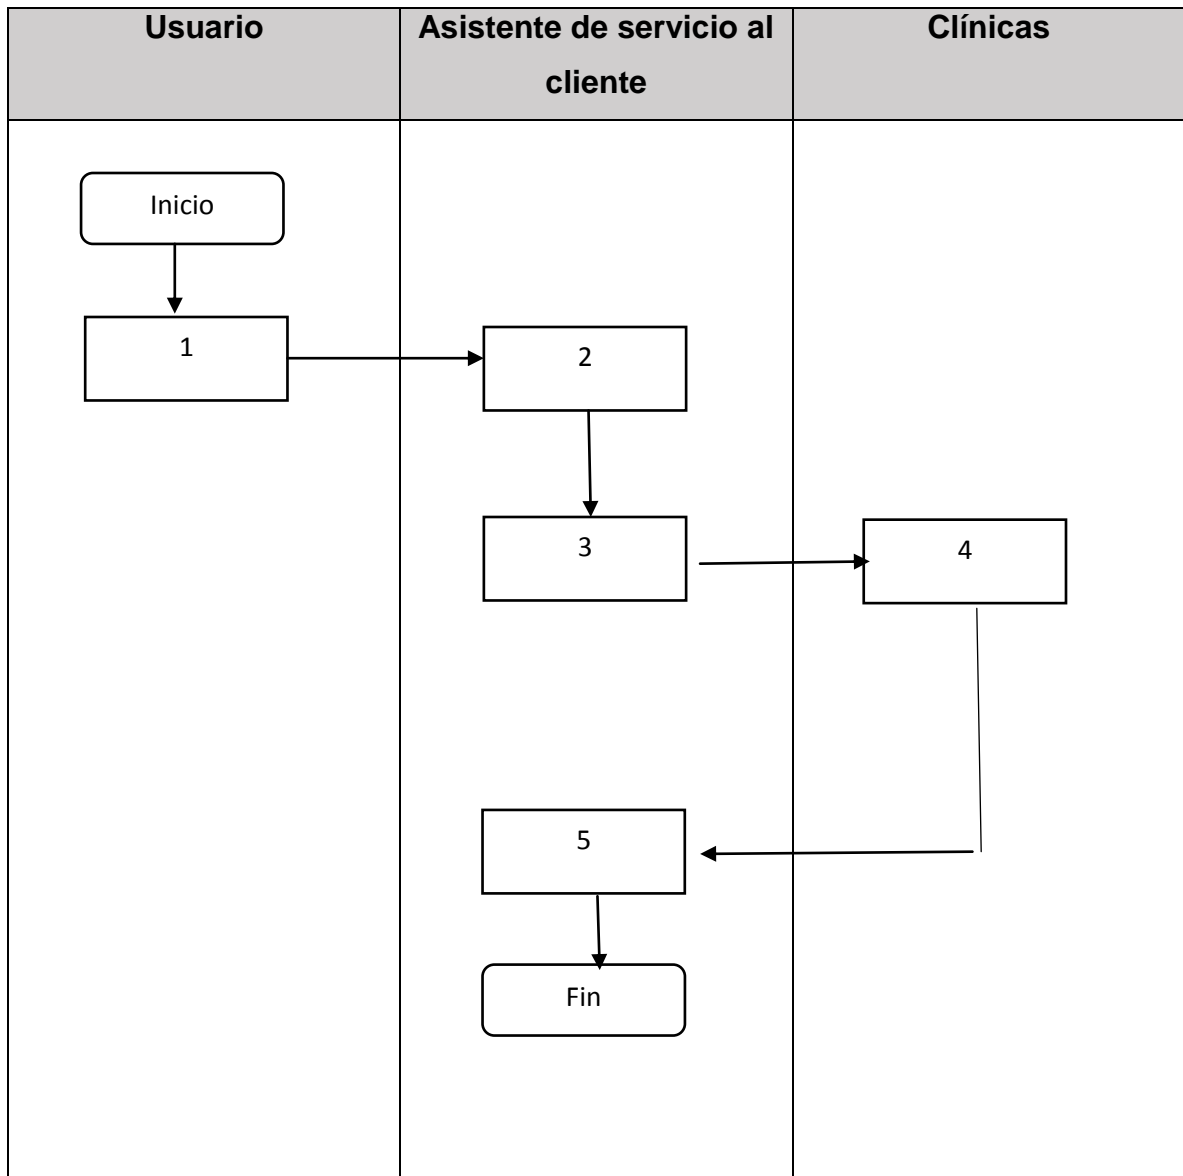 Usuario
Asistente de servicio al
cliente
Clínicas
Inicio
1
2
3
4
5
Fin